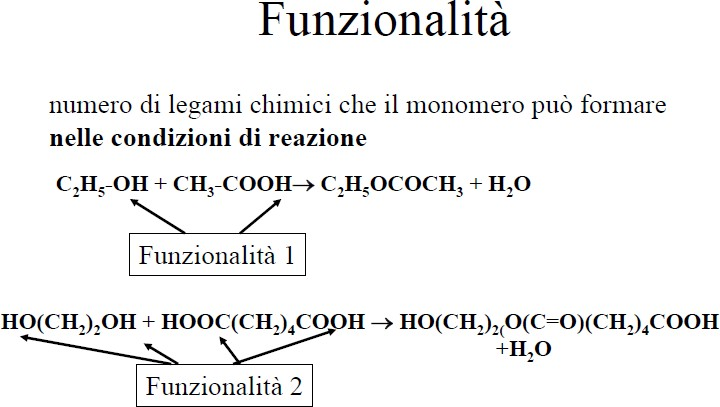 Funzionalità
numero di legami chimici che il monomero può formare
nelle condizioni di reazione
C₂H₅-OH + CH₃-COOH→ C₂H₅OCOCH₃ + H₂O
Funzionalità 1
HO(CH₂)₂OH + HOOC(CH₂)₄COOH → HO(CH₂)₂₍O(C=O)(CH₂)₄COOH
+H₂O
Funzionalità 2